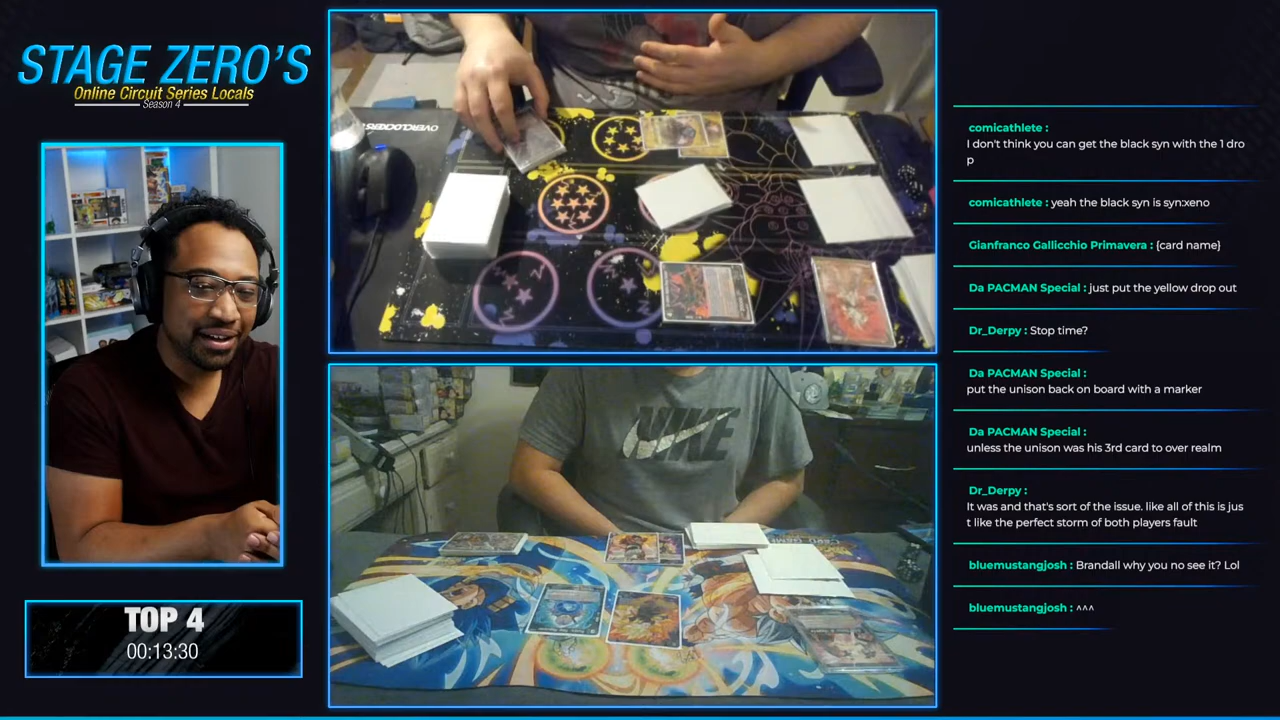 STAGE ZERO'S
Online Circuit Series Locals
Season 4
TOP 4
00:13:30
OVERCLOCKERS
NIKE
CARD GAME
comicathlete :
I don't think you can get the black syn with the 1 dro
p
comicathlete : yeah the black syn is syn:xeno
Gianfranco Gallicchio Primavera : {card name}
Da PACMAN Special : just put the yellow drop out
Dr_Derpy : Stop time?
Da PACMAN Special :
put the unison back on board with a marker
Da PACMAN Special :
unless the unison was his 3rd card to over realm
Dr_Derpy :
It was and that's sort of the issue. like all of this is jus
t like the perfect storm of both players fault
bluemustangjosh : Brandall why you no see it? Lol
bluemustangjosh : ^^^